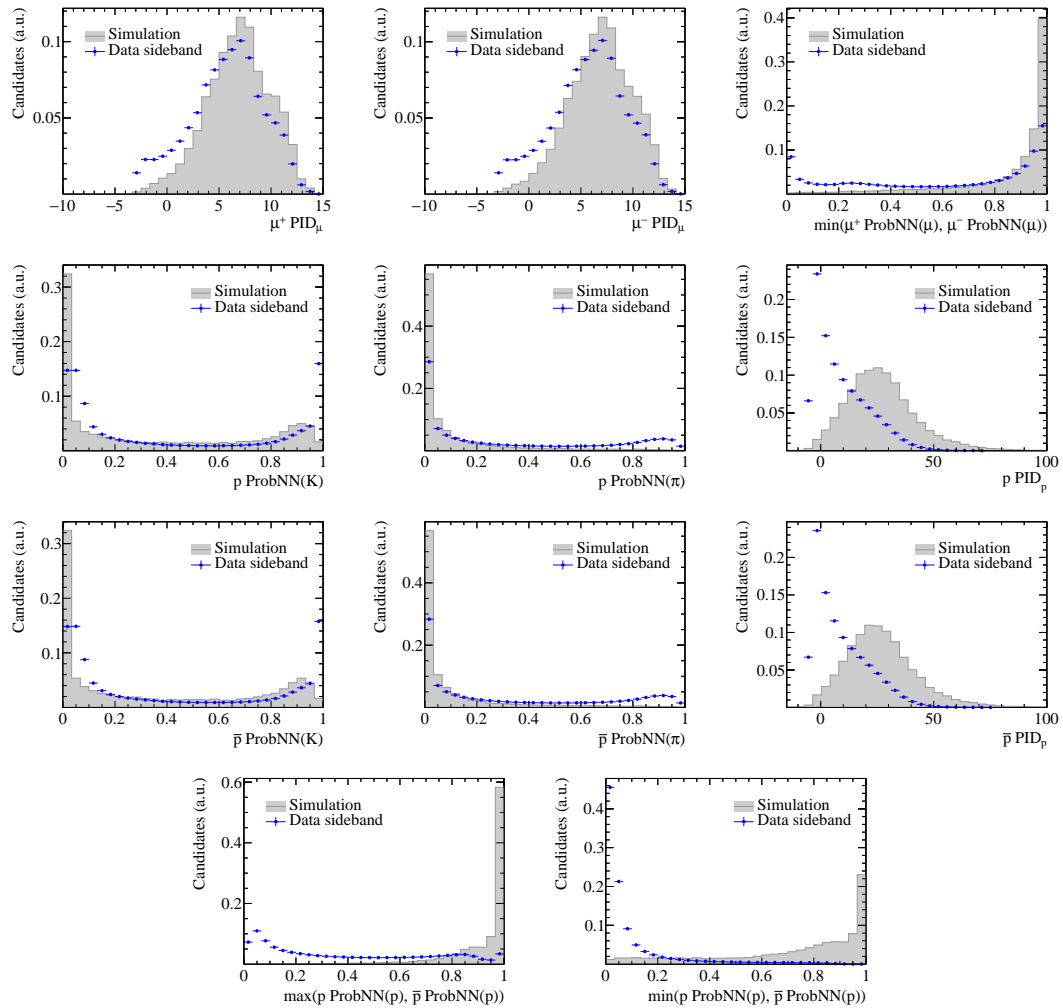 Candidates (a.u.)
0.1
0.05
Simulation
Data sideband
−10 −5 0 5 10 15
μ⁺ PID_μ
Candidates (a.u.)
0.1
0.05
Simulation
Data sideband
−10 −5 0 5 10 15
μ⁻ PID_μ
Candidates (a.u.)
0.4
0.3
0.2
0.1
Simulation
Data sideband
0 0.2 0.4 0.6 0.8 1
min(μ⁺ ProbNN(μ), μ⁻ ProbNN(μ))
Candidates (a.u.)
0.3
0.2
0.1
Simulation
Data sideband
0 0.2 0.4 0.6 0.8 1
p ProbNN(K)
Candidates (a.u.)
0.4
0.2
Simulation
Data sideband
0 0.2 0.4 0.6 0.8 1
p ProbNN(π)
Candidates (a.u.)
0.2
0.15
0.1
0.05
Simulation
Data sideband
0 50 100
p PID_p
Candidates (a.u.)
0.3
0.2
0.1
Simulation
Data sideband
0 0.2 0.4 0.6 0.8 1
p̄ ProbNN(K)
Candidates (a.u.)
0.4
0.2
Simulation
Data sideband
0 0.2 0.4 0.6 0.8 1
p̄ ProbNN(π)
Candidates (a.u.)
0.2
0.15
0.1
0.05
Simulation
Data sideband
0 50 100
p̄ PID_p
Candidates (a.u.)
0.6
0.4
0.2
Simulation
Data sideband
0 0.2 0.4 0.6 0.8 1
max(p ProbNN(p), p̄ ProbNN(p))
Candidates (a.u.)
0.4
0.3
0.2
0.1
Simulation
Data sideband
0 0.2 0.4 0.6 0.8 1
min(p ProbNN(p), p̄ ProbNN(p))